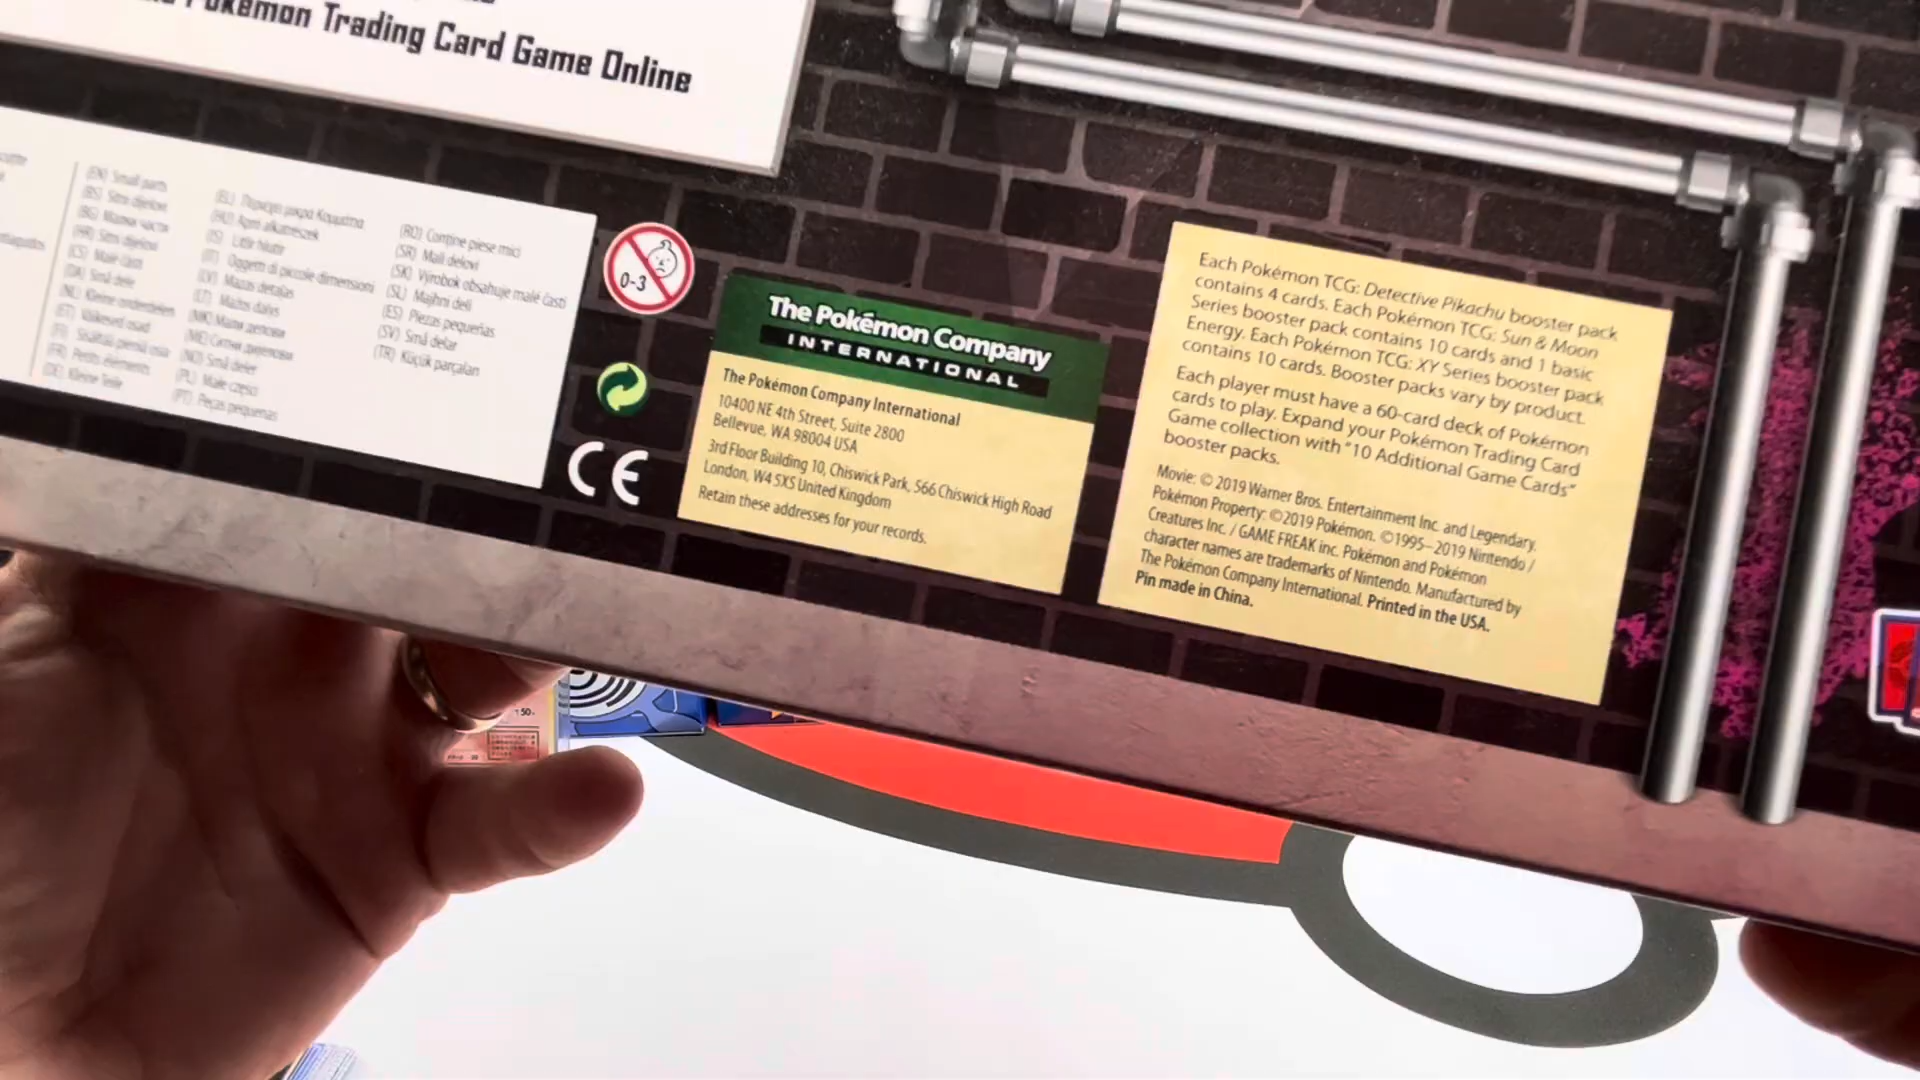 Pokémon Trading Card Game Online
(EN) Small parts
(BS) Sitni dijelovi
(BG) Малки части
(HR) Sitni dijelovi
(CS) Malé části
(DA) Små dele
(NL) Kleine onderdelen
(ET) Väikesed osad
(FR) Petits éléments
(DE) Kleine Teile
(EL) Περιέχει μικρά Κομμάτια
(HU) Apró alkatrészek
(IS) Litlir hlutir
(IT) Oggetti di piccole dimensioni
(LV) Mazas detaļas
(LT) Mažos dalys
(MK) Мали делови
(NO) Små deler
(PL) Małe części
(PT) Peças pequenas
(RO) Conține piese mici
(SR) Mali delovi
(SK) Výrobok obsahuje malé časti
(SL) Majhni deli
(ES) Piezas pequeñas
(SV) Små delar
(TR) Küçük parçaları
0-3
CE
The Pokémon Company
INTERNATIONAL
The Pokémon Company International
10400 NE 4th Street, Suite 2800
Bellevue, WA 98004 USA
3rd Floor Building 10, Chiswick Park, 566 Chiswick High Road
London, W4 5XS United Kingdom
Retain these addresses for your records.
Each Pokémon TCG: Detective Pikachu booster pack
contains 4 cards. Each Pokémon TCG: Sun & Moon
Series booster pack contains 10 cards and 1 basic
Energy. Each Pokémon TCG: XY Series booster pack
contains 10 cards. Booster packs vary by product.
Each player must have a 60-card deck of Pokémon
cards to play. Expand your Pokémon Trading Card
Game collection with "10 Additional Game Cards"
booster packs.
Movie: © 2019 Warner Bros. Entertainment Inc. and Legendary.
Pokémon Property: ©2019 Pokémon. ©1995–2019 Nintendo /
Creatures Inc. / GAME FREAK inc. Pokémon and Pokémon
character names are trademarks of Nintendo. Manufactured by
The Pokémon Company International. Printed in the USA.
Pin made in China.
50